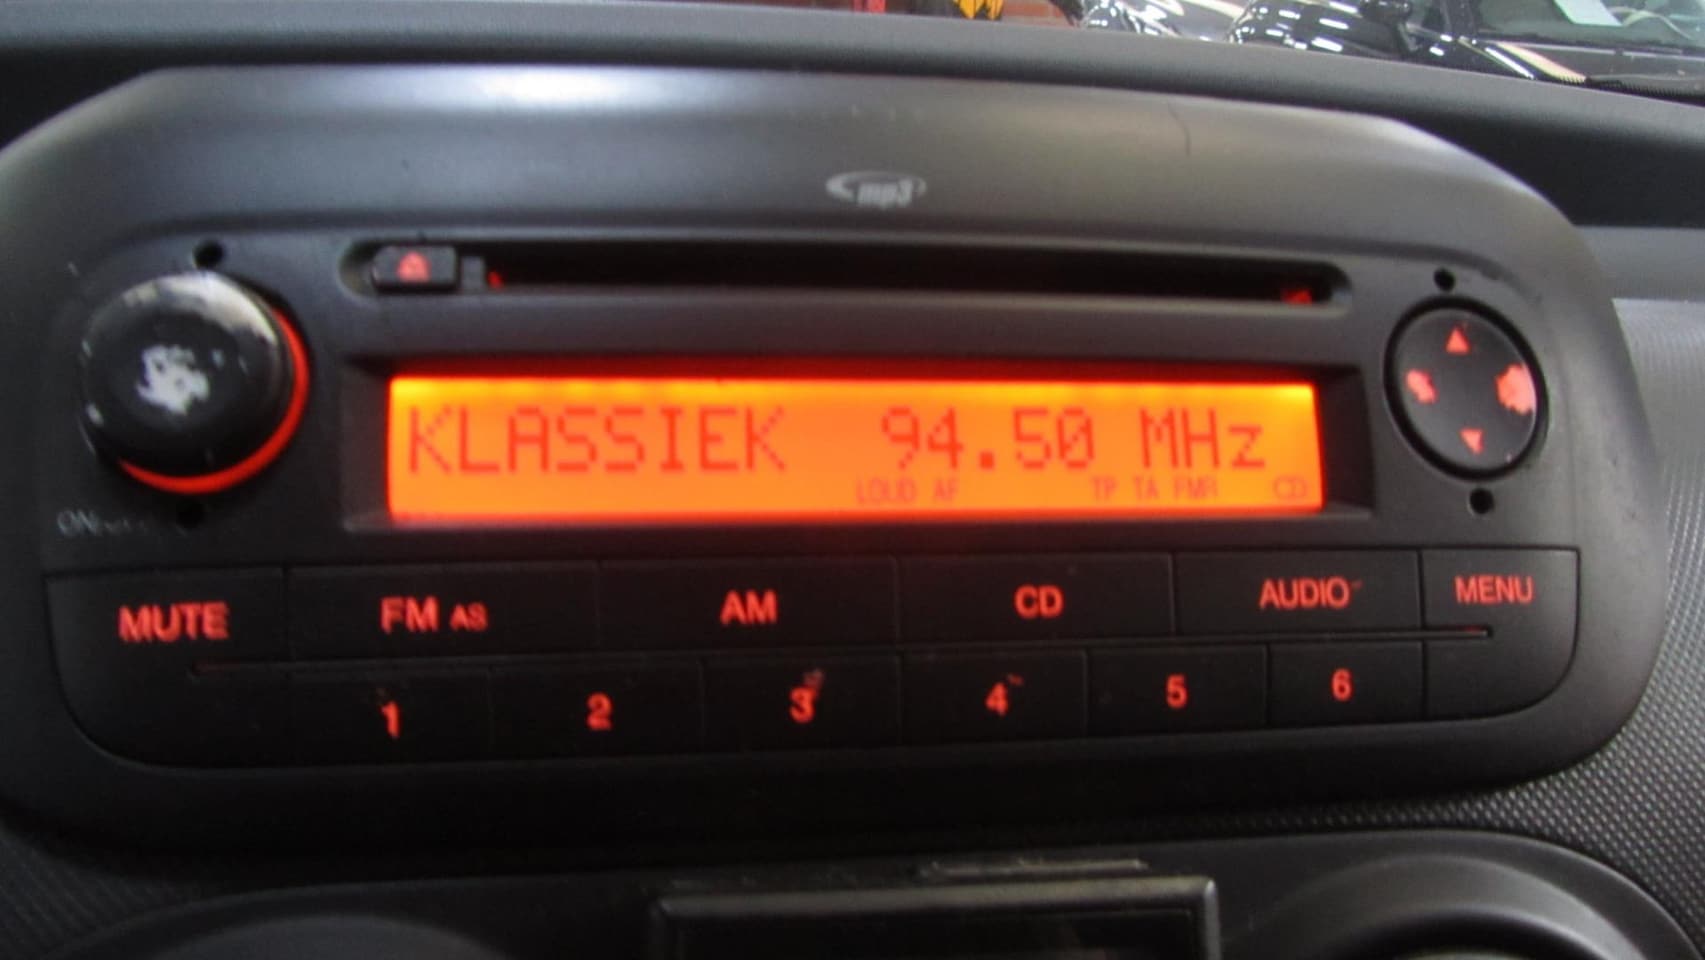 mp3
KLASSIEK 94.50 MHz
LOUD AF TP TA FMR CD
MUTE FM AS AM CD AUDIO MENU
1 2 3 4 5 6